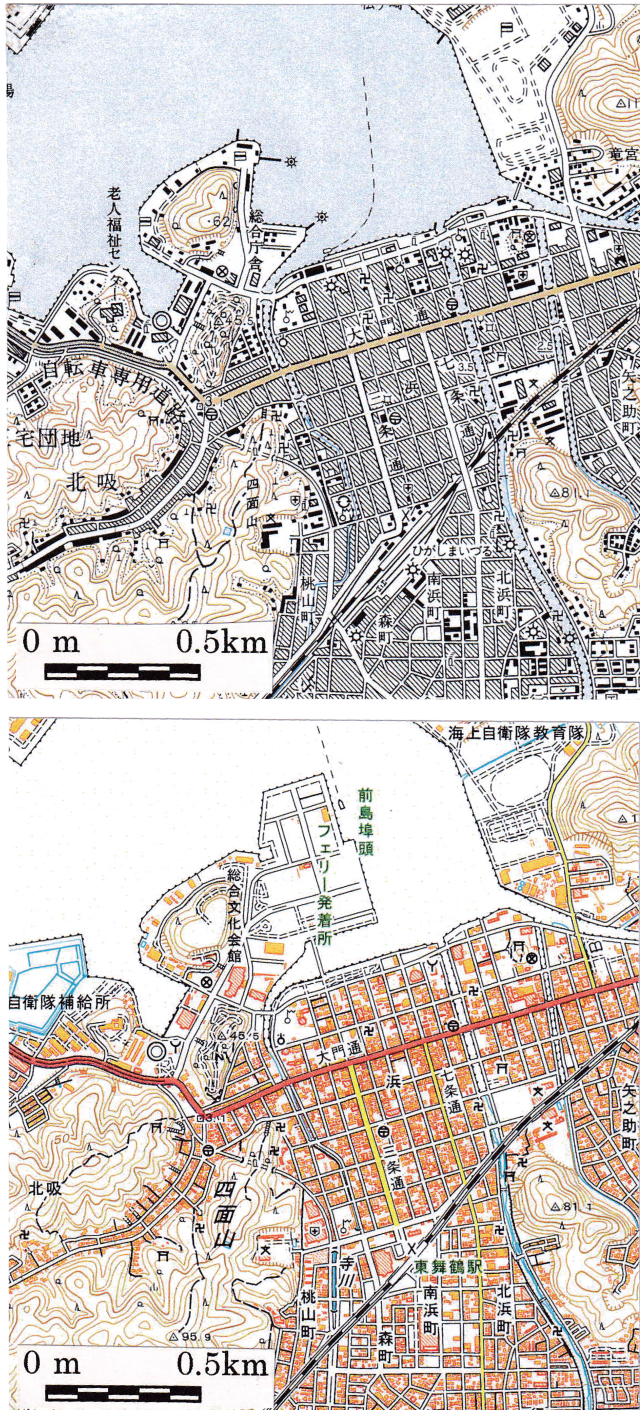 老人福祉セ
総合庁舎
・62
竜宮
大門通
自転車専用道路
宅団地
北吸
四面山
浜
三条通
七条通
3.5
2.5
矢之助町
△81.1
ひがしまいづる
桃山町
森町
南浜町
北浜町
0 m 0.5km
海上自衛隊教育隊
前島埠頭
フェリー発着所
総合文化会館
自衛隊補給所
△45.5
大門通
浜
七条通
三条通
矢之助町
北吸
四面山
△81.1
寺川
東舞鶴駅
桃山町
森町
南浜町
北浜町
△95.9
0 m 0.5km